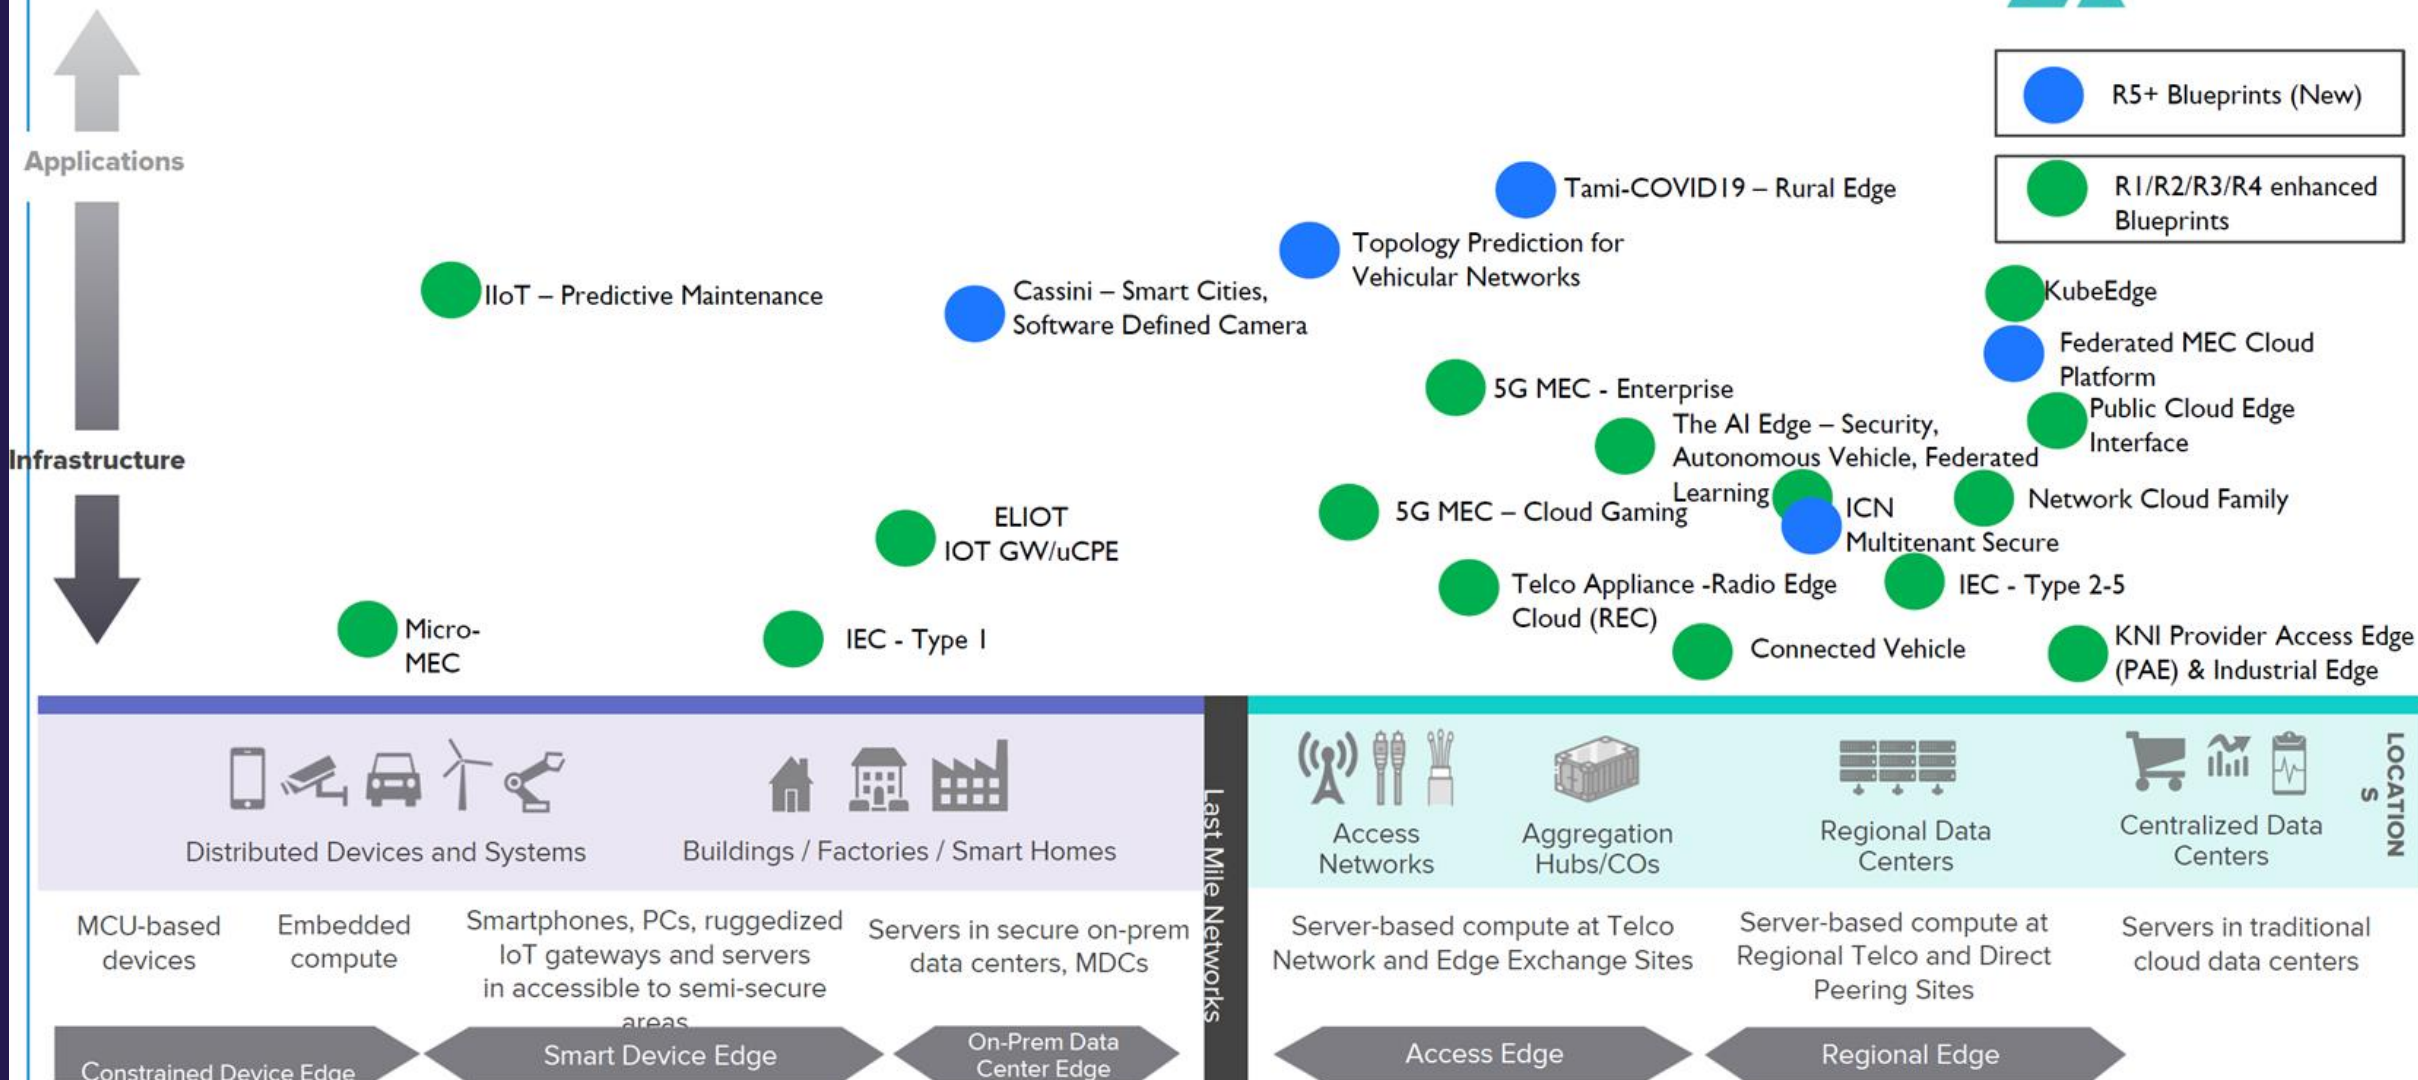 R5+ Blueprints (New)
Applications
R1/R2/R3/R4 enhanced
Blueprints
Tami-COVID19 – Rural Edge
Topology Prediction for
Vehicular Networks
IIoT – Predictive Maintenance
Cassini – Smart Cities,
Software Defined Camera
KubeEdge
Federated MEC Cloud
Platform
5G MEC - Enterprise
Public Cloud Edge
Interface
The AI Edge – Security,
Autonomous Vehicle, Federated
Learning
Infrastructure
5G MEC – Cloud Gaming
ICN
Multitenant Secure
Network Cloud Family
ELIOT
IOT GW/uCPE
Telco Appliance -Radio Edge
Cloud (REC)
IEC - Type 2-5
Micro-
MEC
IEC - Type 1
Connected Vehicle
KNI Provider Access Edge
(PAE) & Industrial Edge
Distributed Devices and Systems
Buildings / Factories / Smart Homes
Last Mile Networks
Access
Networks
Aggregation
Hubs/COs
Regional Data
Centers
Centralized Data
Centers
LOCATION
S
MCU-based
devices
Embedded
compute
Smartphones, PCs, ruggedized
IoT gateways and servers
in accessible to semi-secure
areas
Servers in secure on-prem
data centers, MDCs
Server-based compute at Telco
Network and Edge Exchange Sites
Server-based compute at
Regional Telco and Direct
Peering Sites
Servers in traditional
cloud data centers
Constrained Device Edge
Smart Device Edge
On-Prem Data
Center Edge
Access Edge
Regional Edge